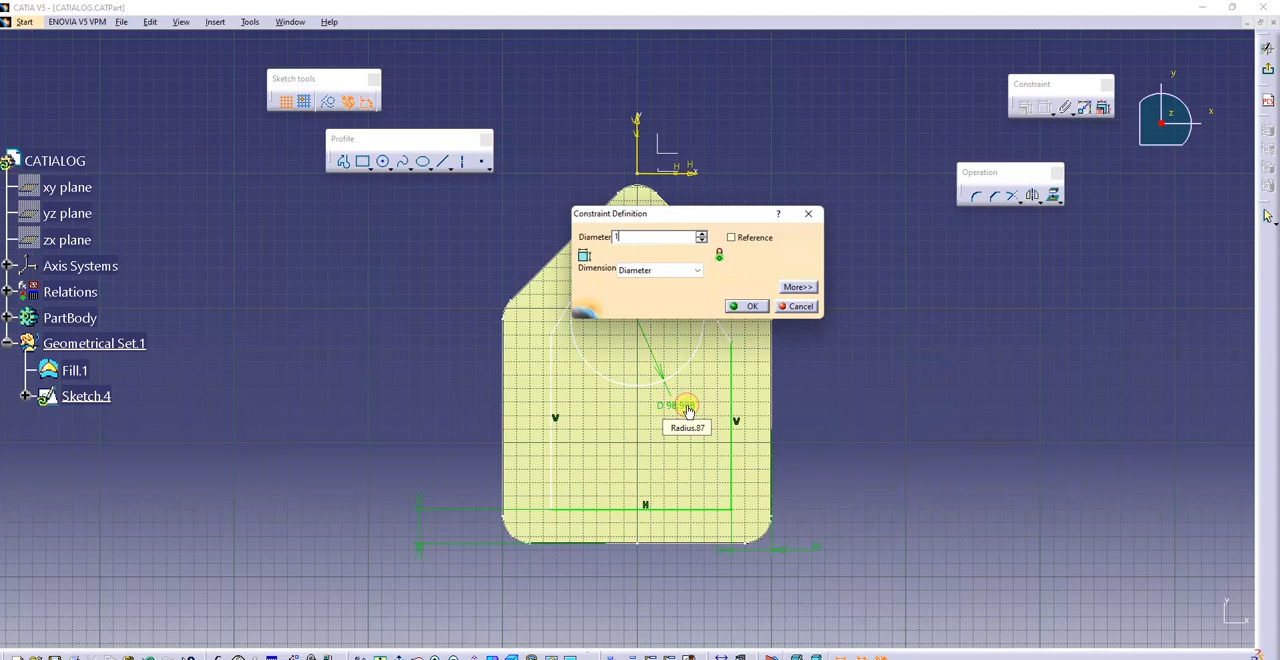 CATIA V5 - [CATIALOG.CATPart]
Start ENOVIA V5 VPM File Edit View Insert Tools Window Help
Sketch tools
Profile
Constraint
Operation
CATIALOG
xy plane
yz plane
zx plane
Axis Systems
Relations
PartBody
Geometrical Set.1
Fill.1
Sketch.4
Constraint Definition ?
Diameter 1 Reference
Dimension Diameter
More>>
OK Cancel
Radius.87
V
V
H
H
H
y
x
z
y
x